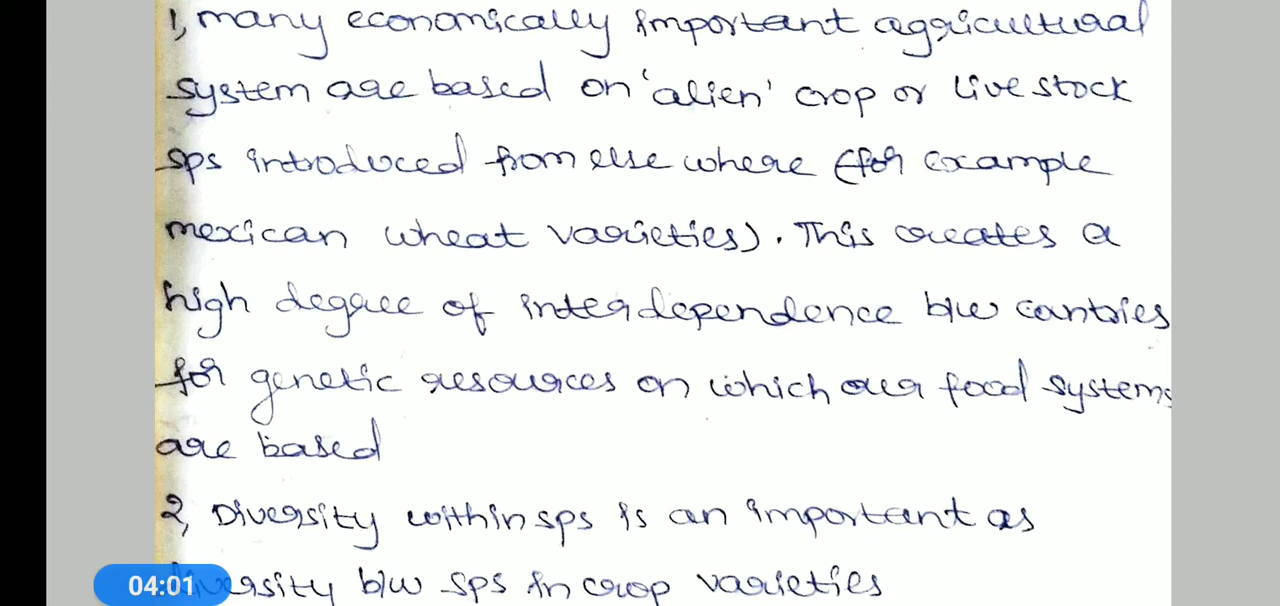 1, many economically important agricultural
system are based on 'alien' crop or live stock
sps introduced from else where (for example
mexican wheat varieties). This creates a
high degree of interdependence b/w cantries
for genetic resources on which our food systems
are based
2, Diversity within sps is an important as
diversity b/w sps in crop varieties
04:01